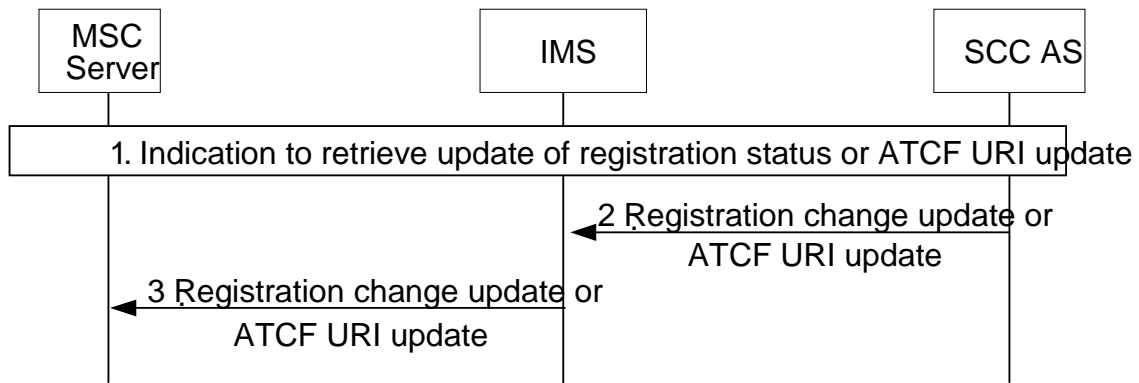 MSC
Server
IMS
SCC AS
1. Indication to retrieve update of registration status or ATCF URI update
2. Registration change update or
ATCF URI update
3. Registration change update or
ATCF URI update